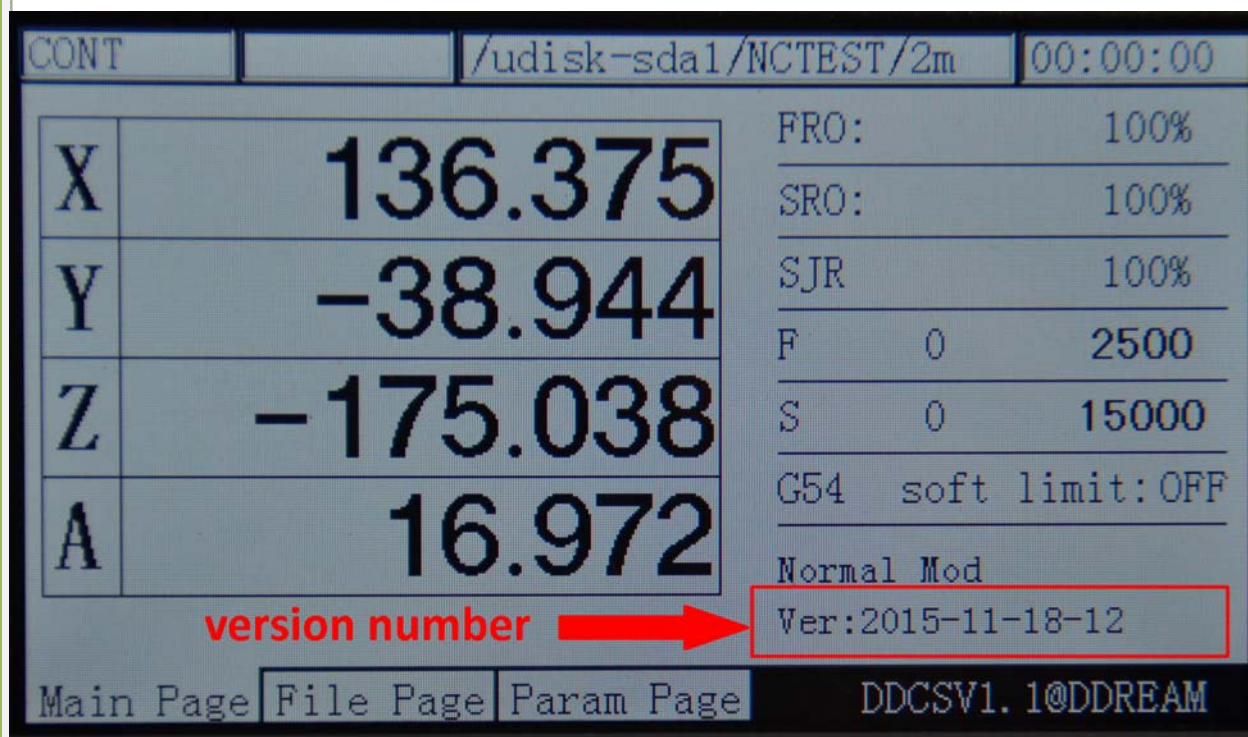 CONT /udisk-sda1/NCTEST/2m 00:00:00
X 136.375
Y -38.944
Z -175.038
A 16.972
FRO: 100%
SRO: 100%
SJR 100%
F 0 2500
S 0 15000
G54 soft limit:OFF
Normal Mod
version number Ver:2015-11-18-12
Main Page File Page Param Page DDCSV1.1@DDREAM